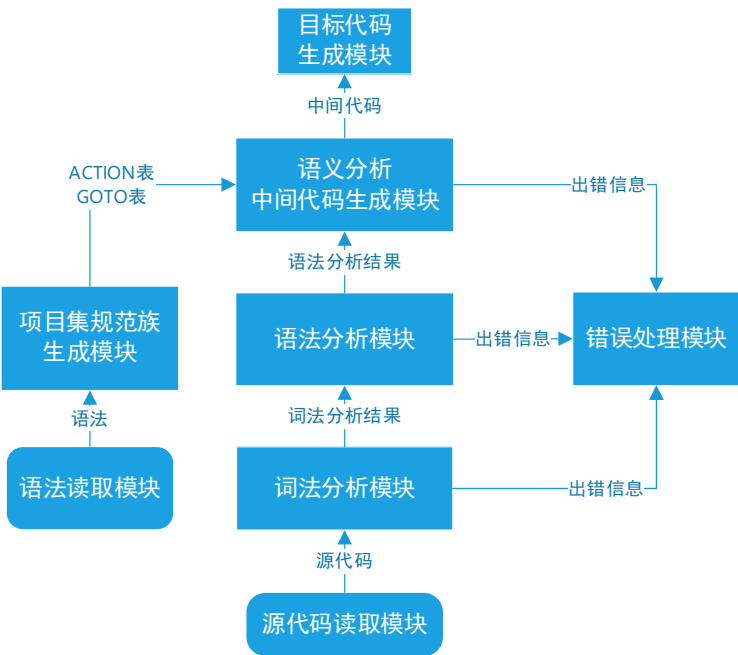 目标代码
生成模块
中间代码
语义分析
中间代码生成模块
ACTION表
GOTO表
出错信息
语法分析结果
项目集规范族
生成模块
语法分析模块
出错信息
错误处理模块
语法
词法分析结果
语法读取模块
词法分析模块
出错信息
源代码
源代码读取模块